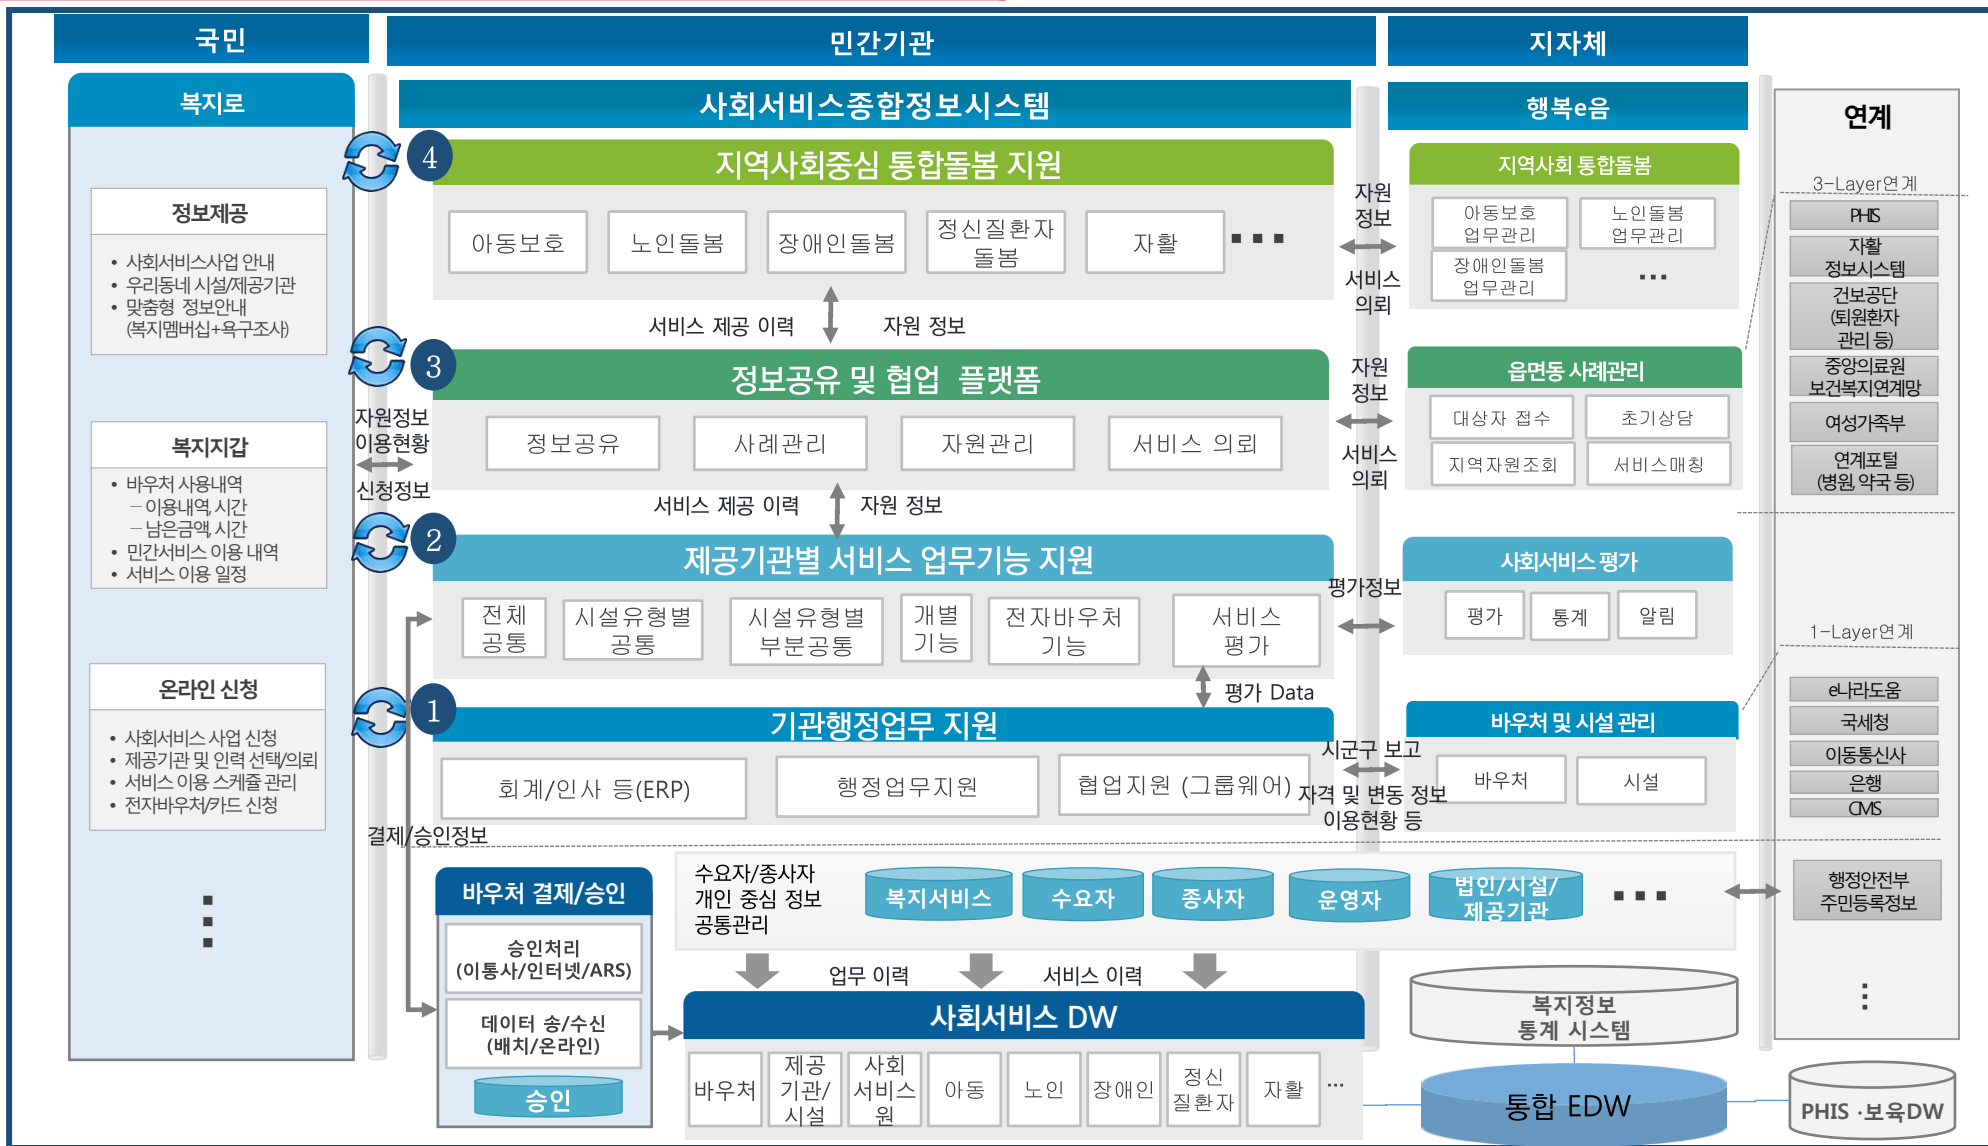 국민
민간기관
지자체
복지로
정보제공
• 사회서비스사업 안내
• 우리동네 시설/제공기관
• 맞춤형 정보안내
(복지멤버십+욕구조사)
복지지갑
• 바우처 사용내역
– 이용내역, 시간
– 남은금액, 시간
• 민간서비스 이용 내역
• 서비스 이용 일정
온라인 신청
• 사회서비스 사업 신청
• 제공기관 및 인력 선택/의뢰
• 서비스 이용 스케쥴 관리
• 전자바우처/카드 신청
⋮
자원정보
이용현황
신청정보
결제/승인정보
사회서비스종합정보시스템
4
지역사회중심 통합돌봄 지원
아동보호
노인돌봄
장애인돌봄
정신질환자
돌봄
자활
...
서비스 제공 이력
자원 정보
3
정보공유 및 협업 플랫폼
정보공유
사례관리
자원관리
서비스 의뢰
서비스 제공 이력
자원 정보
2
제공기관별 서비스 업무기능 지원
전체
공통
시설유형별
공통
시설유형별
부분공통
개별
기능
전자바우처
기능
서비스
평가
평가 Data
1
기관행정업무 지원
회계/인사 등(ERP)
행정업무지원
협업지원 (그룹웨어)
자원
정보
서비스
의뢰
자원
정보
서비스
의뢰
평가정보
시군구 보고
자격 및 변동 정보
이용현황 등
행복e음
지역사회 통합돌봄
아동보호
업무관리
노인돌봄
업무관리
장애인돌봄
업무관리
...
읍면동 사례관리
대상자 접수
초기상담
지역자원조회
서비스매칭
사회서비스 평가
평가
통계
알림
바우처 및 시설 관리
바우처
시설
연계
3-Layer연계
PHIS
자활
정보시스템
건보공단
(퇴원환자
관리 등)
중앙의료원
보건복지연계망
여성가족부
연계포털
(병원, 약국 등)
1-Layer연계
e나라도움
국세청
이동통신사
은행
CMS
행정안전부
주민등록정보
⋮
바우처 결제/승인
승인처리
(이통사/인터넷/ARS)
데이터 송/수신
(배치/온라인)
승인
수요자/종사자
개인 중심 정보
공통관리
복지서비스
수요자
종사자
운영자
법인/시설/
제공기관
...
업무 이력
서비스 이력
사회서비스 DW
바우처
제공
기관/
시설
사회
서비스
원
아동
노인
장애인
정신
질환자
자활
...
복지정보
통계 시스템
통합 EDW
PHIS ·보육DW